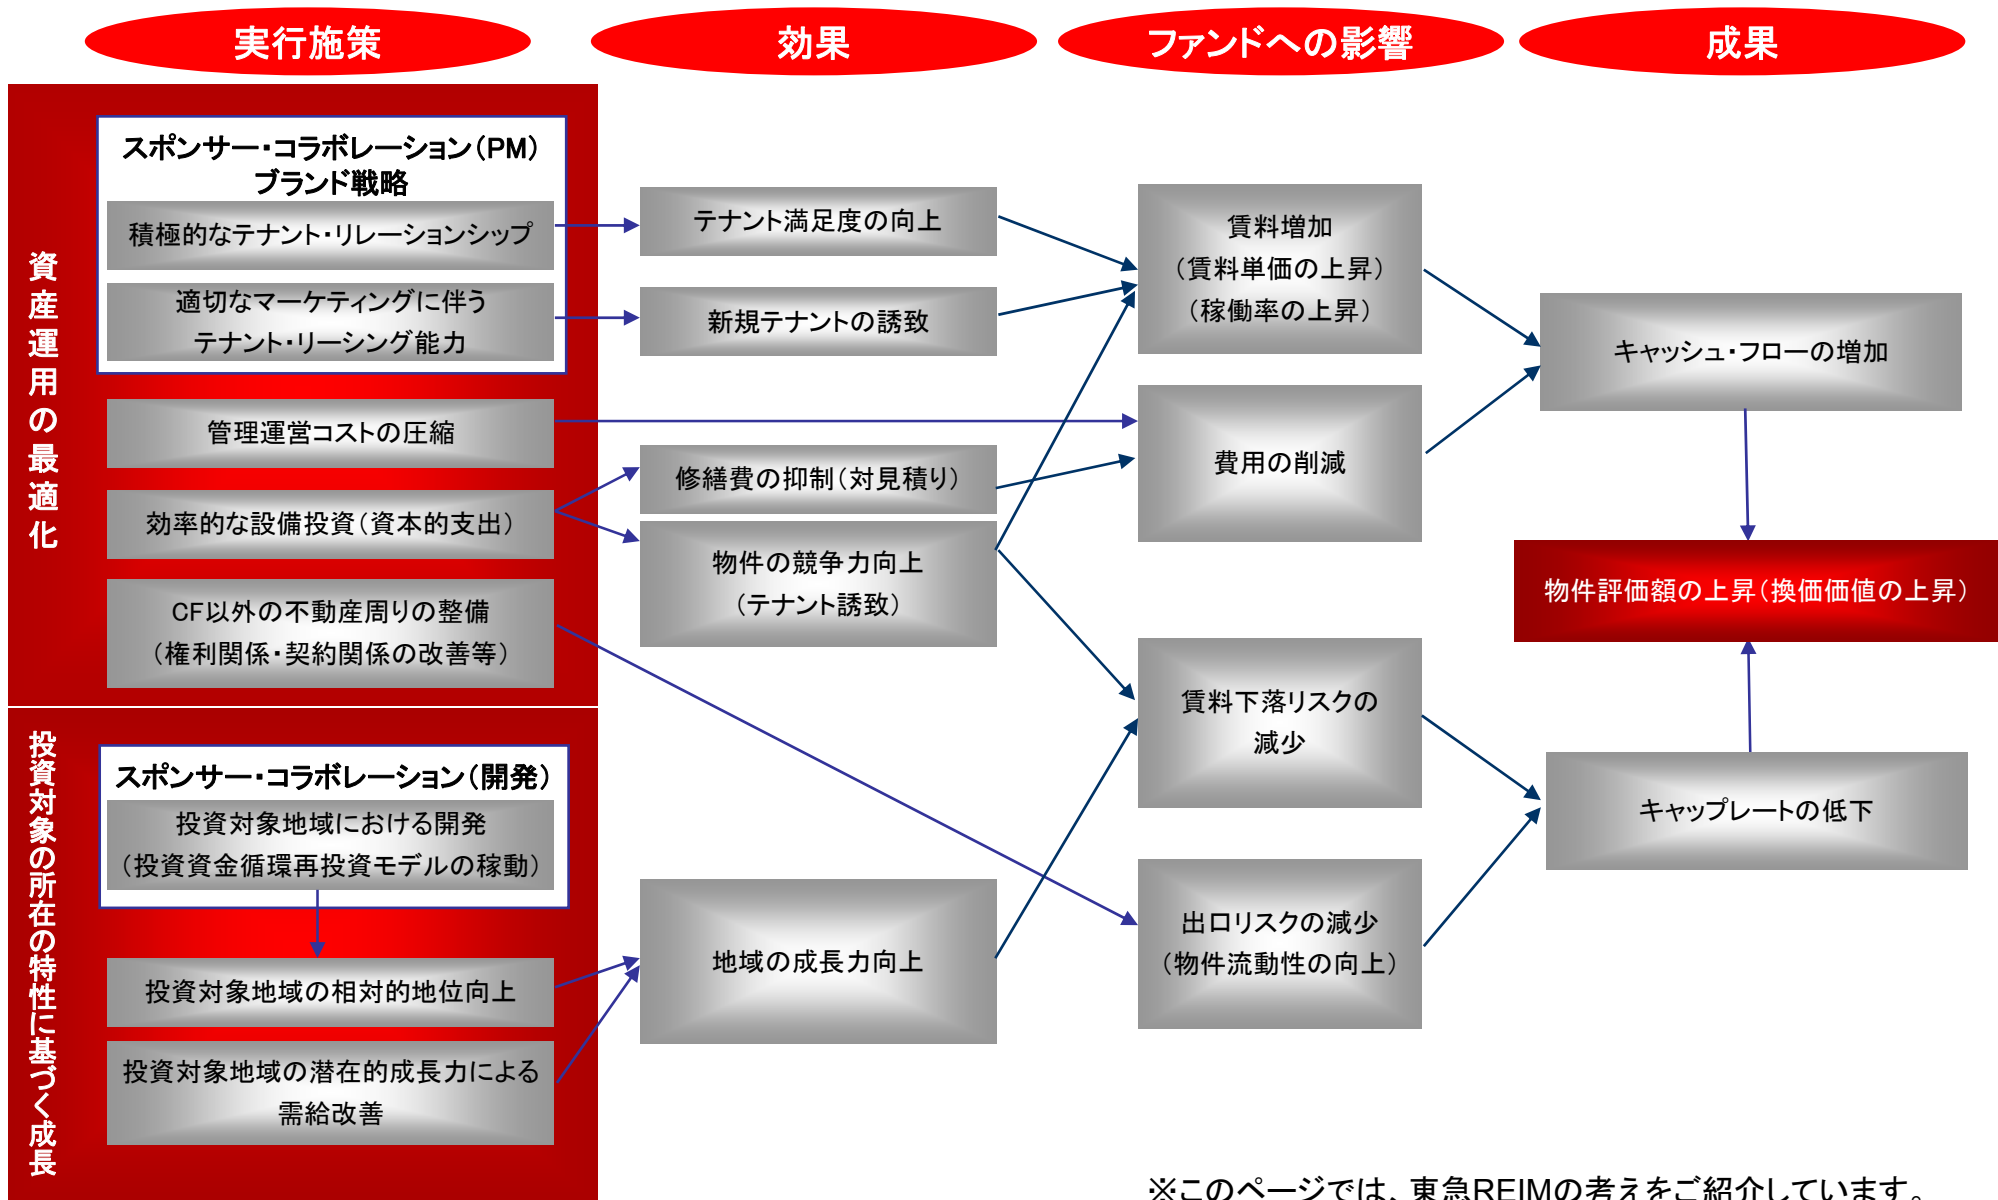 実行施策
効果
ファンドへの影響
成果
資産運用の最適化
スポンサー・コラボレーション（PM）
ブランド戦略
積極的なテナント・リレーションシップ
適切なマーケティングに伴う
テナント・リーシング能力
管理運営コストの圧縮
効率的な設備投資（資本的支出）
CF以外の不動産周りの整備
（権利関係・契約関係の改善等）
投資対象の所在の特性に基づく成長
スポンサー・コラボレーション（開発）
投資対象地域における開発
（投資資金循環再投資モデルの稼動）
投資対象地域の相対的地位向上
投資対象地域の潜在的成長力による
需給改善
テナント満足度の向上
新規テナントの誘致
修繕費の抑制（対見積り）
物件の競争力向上
（テナント誘致）
地域の成長力向上
賃料増加
（賃料単価の上昇）
（稼働率の上昇）
費用の削減
賃料下落リスクの
減少
出口リスクの減少
（物件流動性の向上）
キャッシュ・フローの増加
物件評価額の上昇（換価価値の上昇）
キャップレートの低下
※このページでは、東急REIMの考えをご紹介しています。